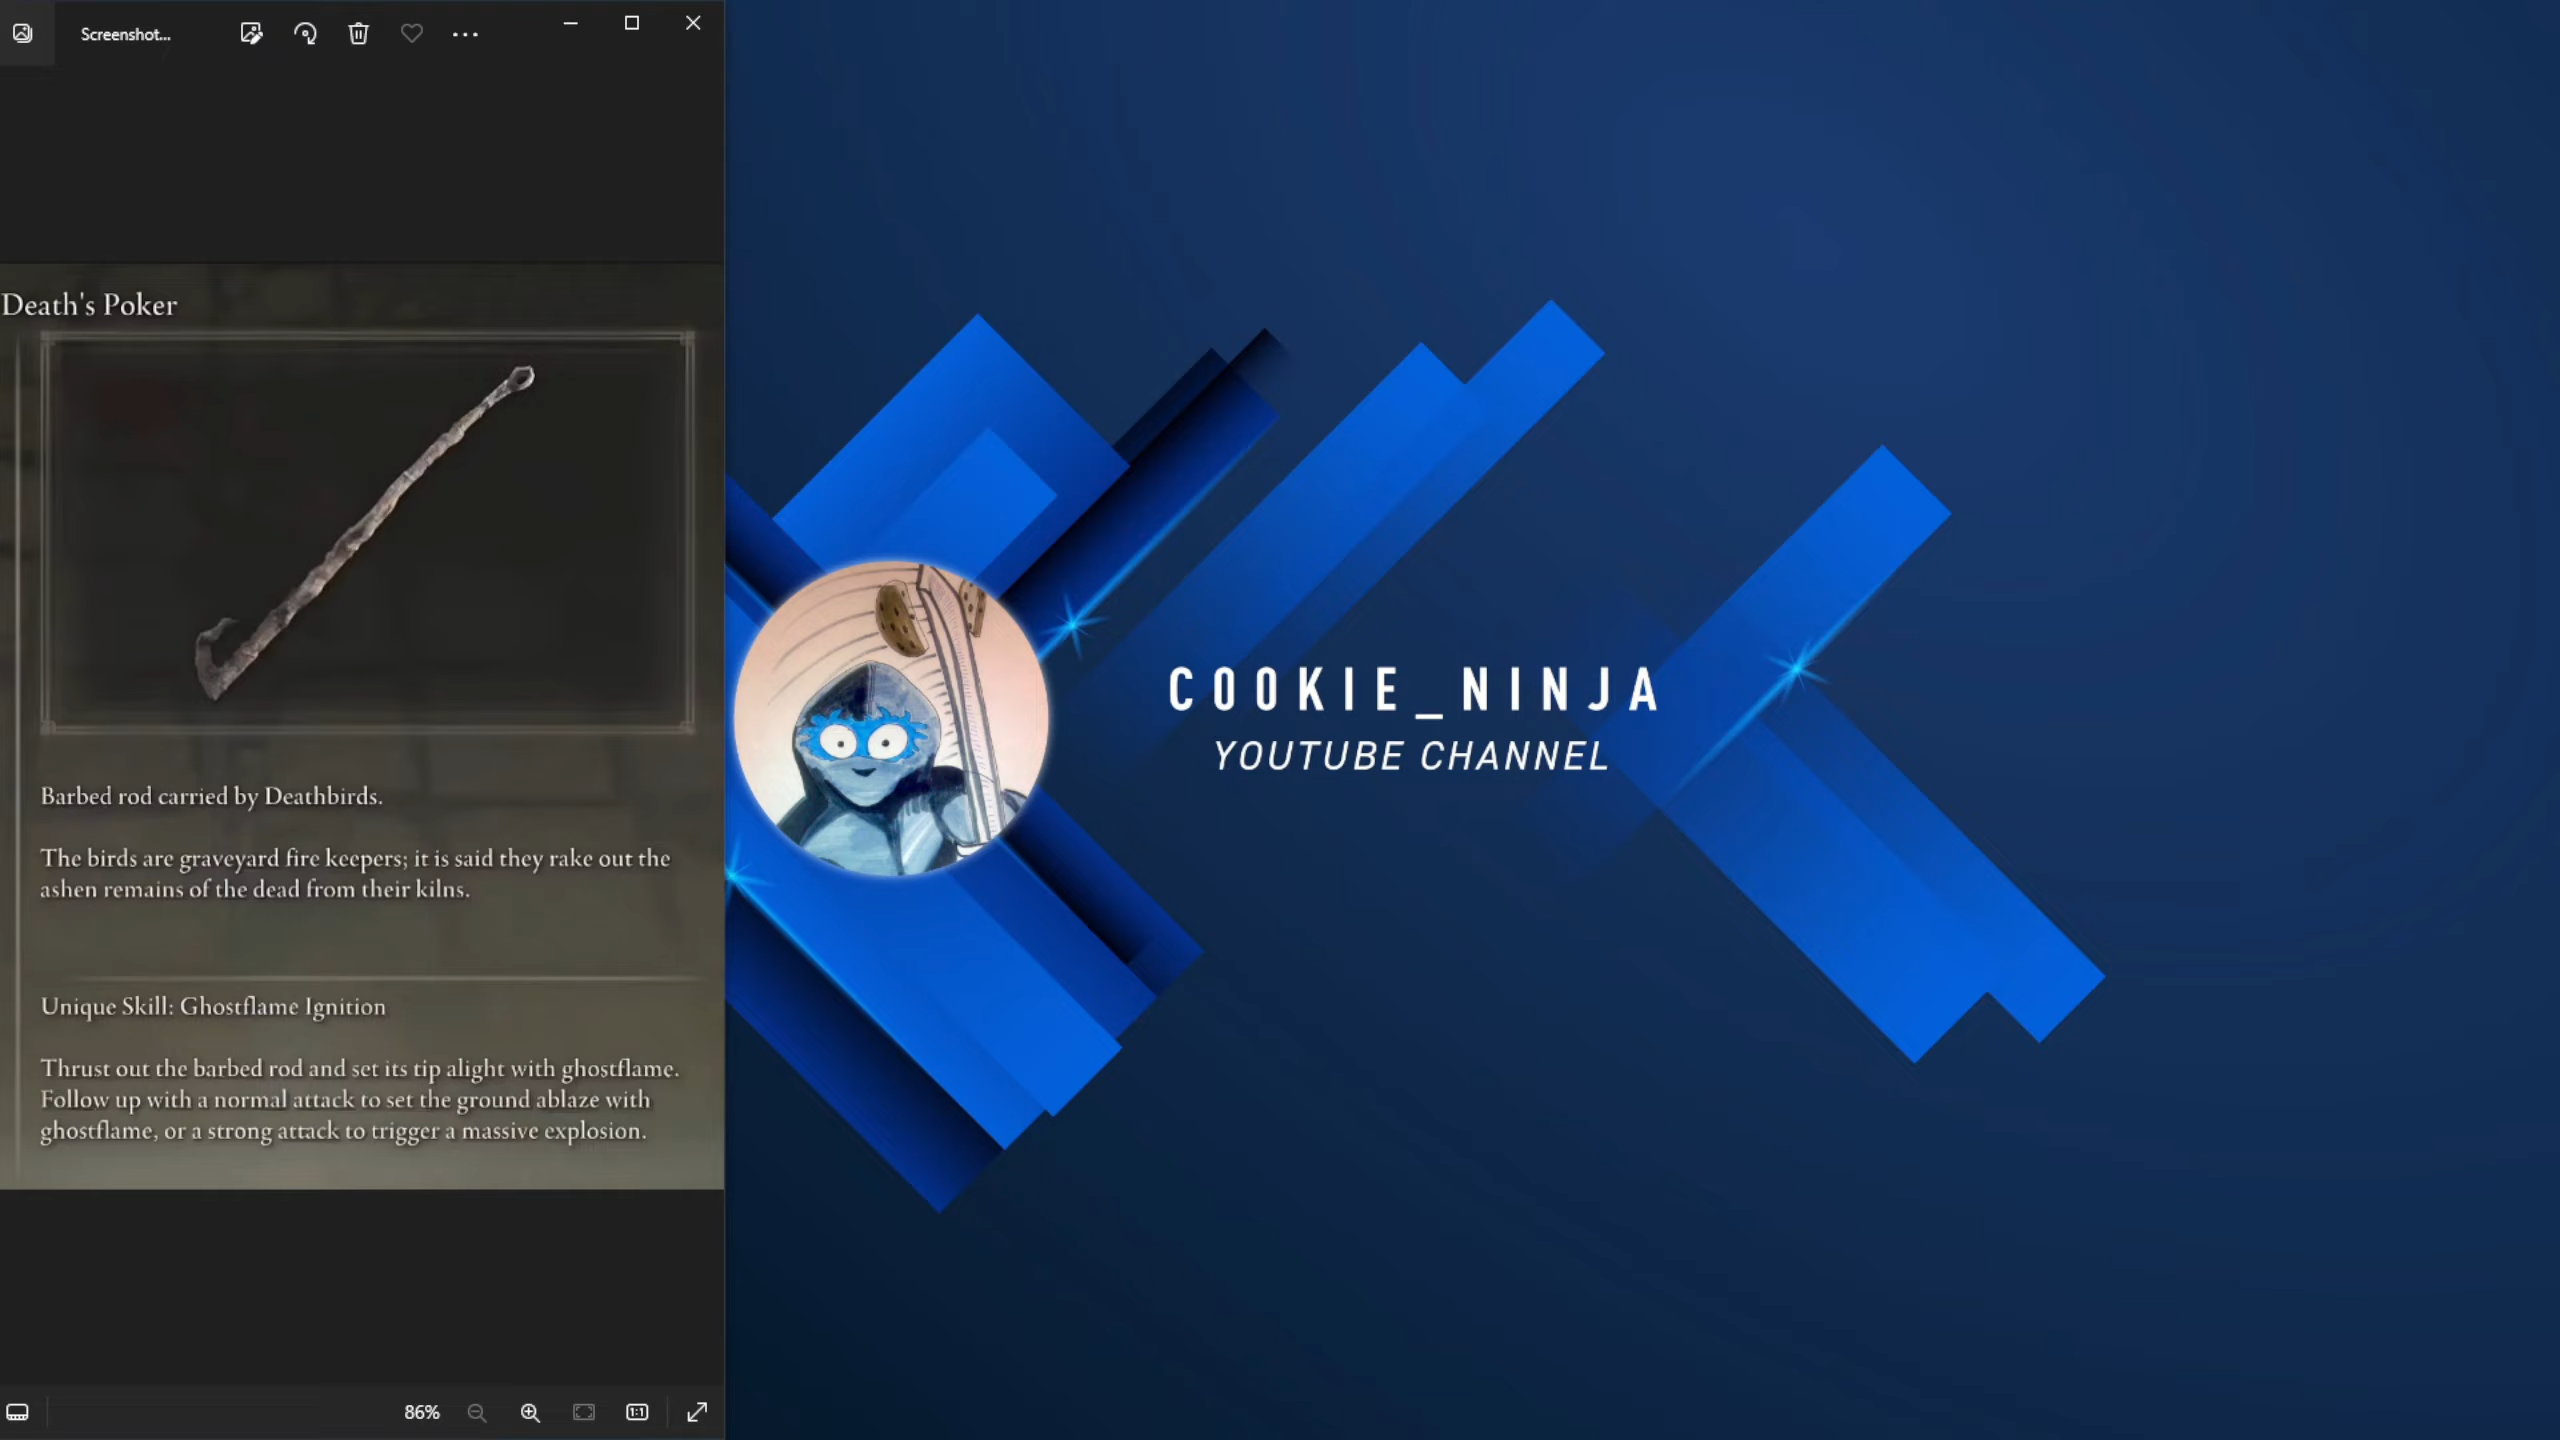 Screenshot...
Death's Poker
Barbed rod carried by Deathbirds.
The birds are graveyard fire keepers; it is said they rake out the
ashen remains of the dead from their kilns.
Unique Skill: Ghostflame Ignition
Thrust out the barbed rod and set its tip alight with ghostflame.
Follow up with a normal attack to set the ground ablaze with
ghostflame, or a strong attack to trigger a massive explosion.
86%
1:1
COOKIE_NINJA
YOUTUBE CHANNEL